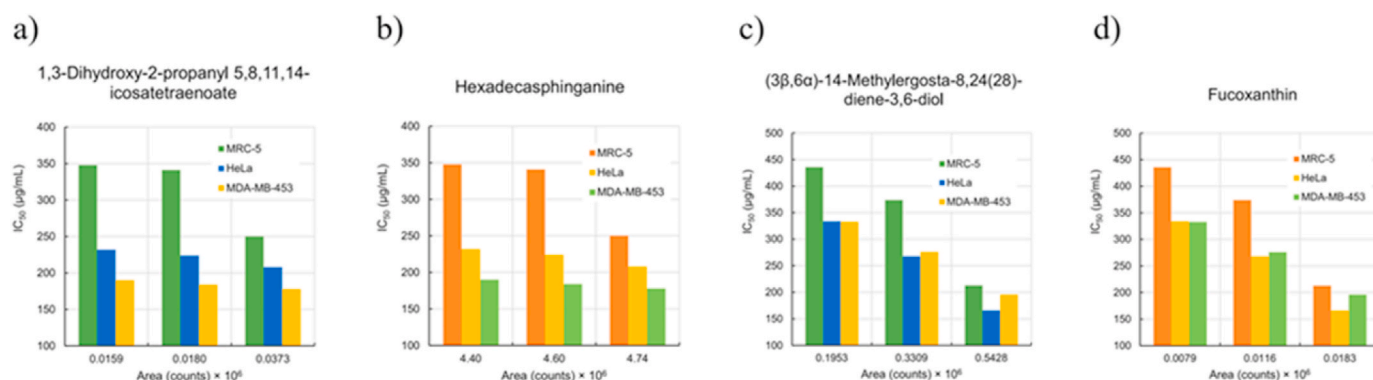 a)
1,3-Dihydroxy-2-propanyl 5,8,11,14-
icosatetraenoate
400
350
300
250
200
150
100
IC₅₀ (µg/mL)
MRC-5
HeLa
MDA-MB-453
0.0159
0.0180
0.0373
Area (counts) × 10⁶
b)
Hexadecasphinganine
400
350
300
250
200
150
100
IC₅₀ (µg/mL)
MRC-5
HeLa
MDA-MB-453
4.40
4.60
4.74
Area (counts) × 10⁶
c)
(3β,6α)-14-Methylergosta-8,24(28)-
diene-3,6-diol
500
450
400
350
300
250
200
150
100
IC₅₀ (µg/mL)
MRC-5
HeLa
MDA-MB-453
0.1953
0.3309
0.5428
Area (counts) × 10⁶
d)
Fucoxanthin
500
450
400
350
300
250
200
150
100
IC₅₀ (µg/mL)
MRC-5
HeLa
MDA-MB-453
0.0079
0.0116
0.0183
Area (counts) × 10⁶